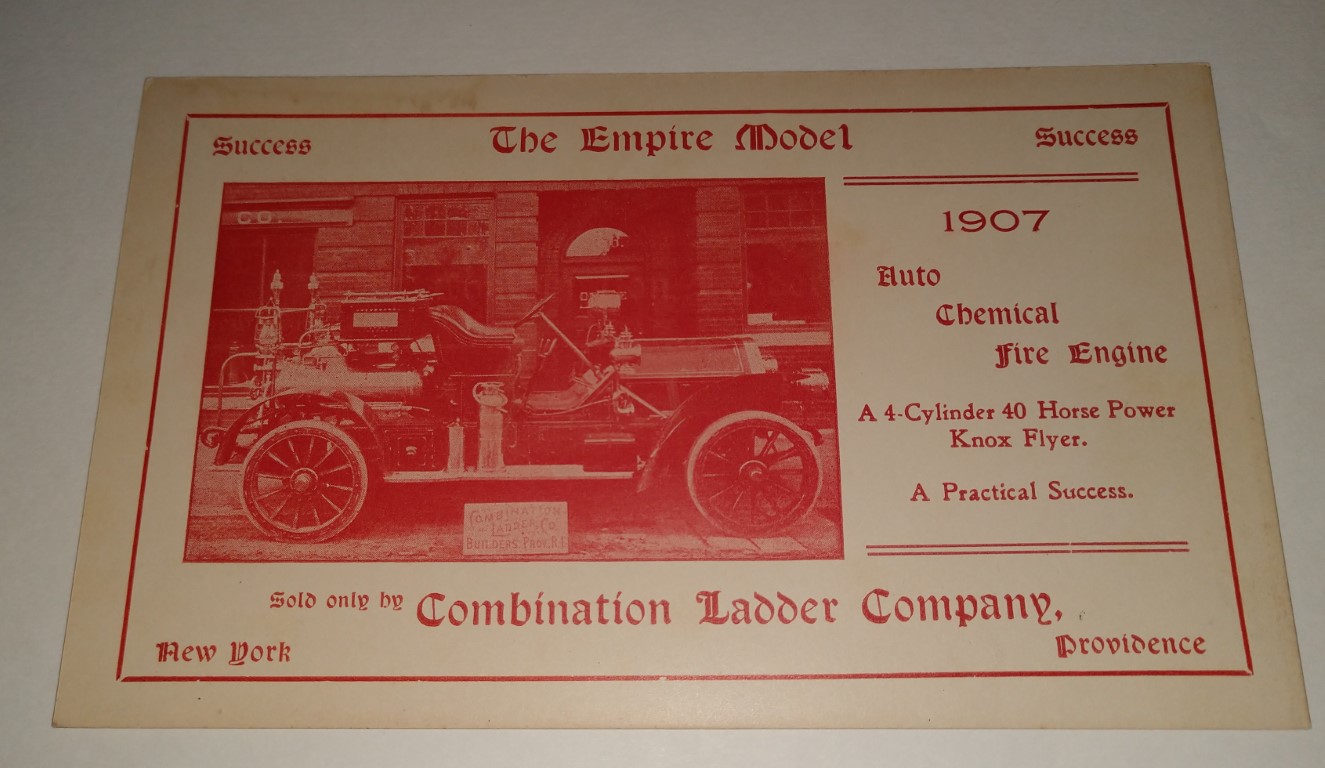 Success The Empire Model Success
1907
Auto
Chemical
Fire Engine
A 4-Cylinder 40 Horse Power
Knox Flyer.
A Practical Success.
CO.
COMBINATION
LADDER CO.
BUILDERS. PROV. R.I.
Sold only by Combination Ladder Company,
New York Providence